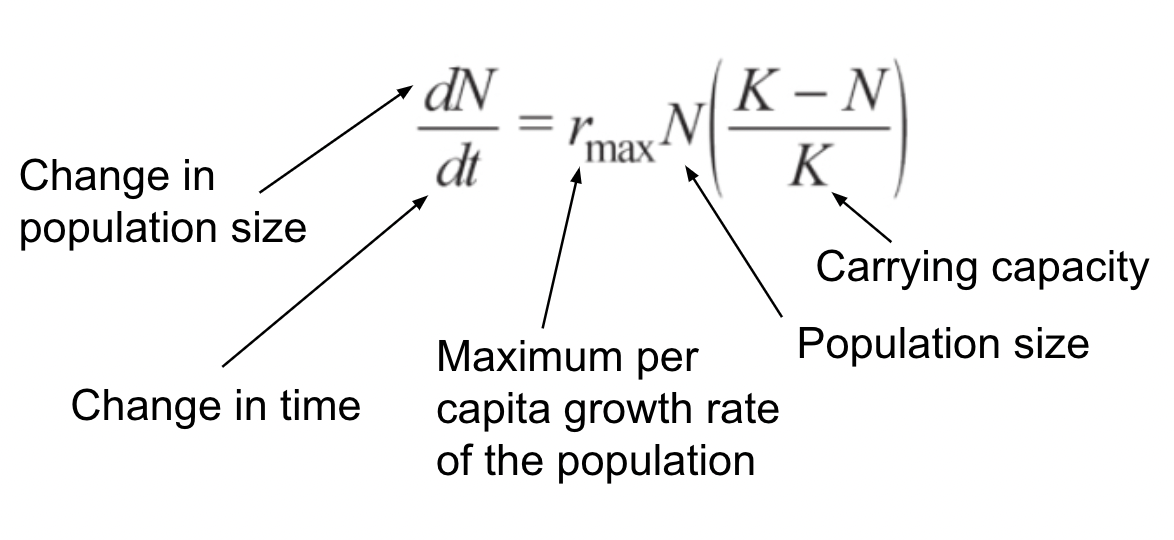 dN/dt = r_max N((K − N)/K)
Change in
population size
Change in time
Maximum per
capita growth rate
of the population
Population size
Carrying capacity